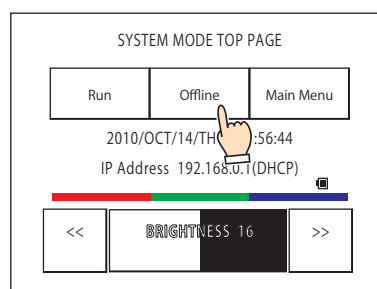 SYSTEM MODE TOP PAGE
Run Offline Main Menu
2010/OCT/14/TH :56:44
IP Address 192.168.0.1(DHCP)
<< BRIGHTNESS 16 >>